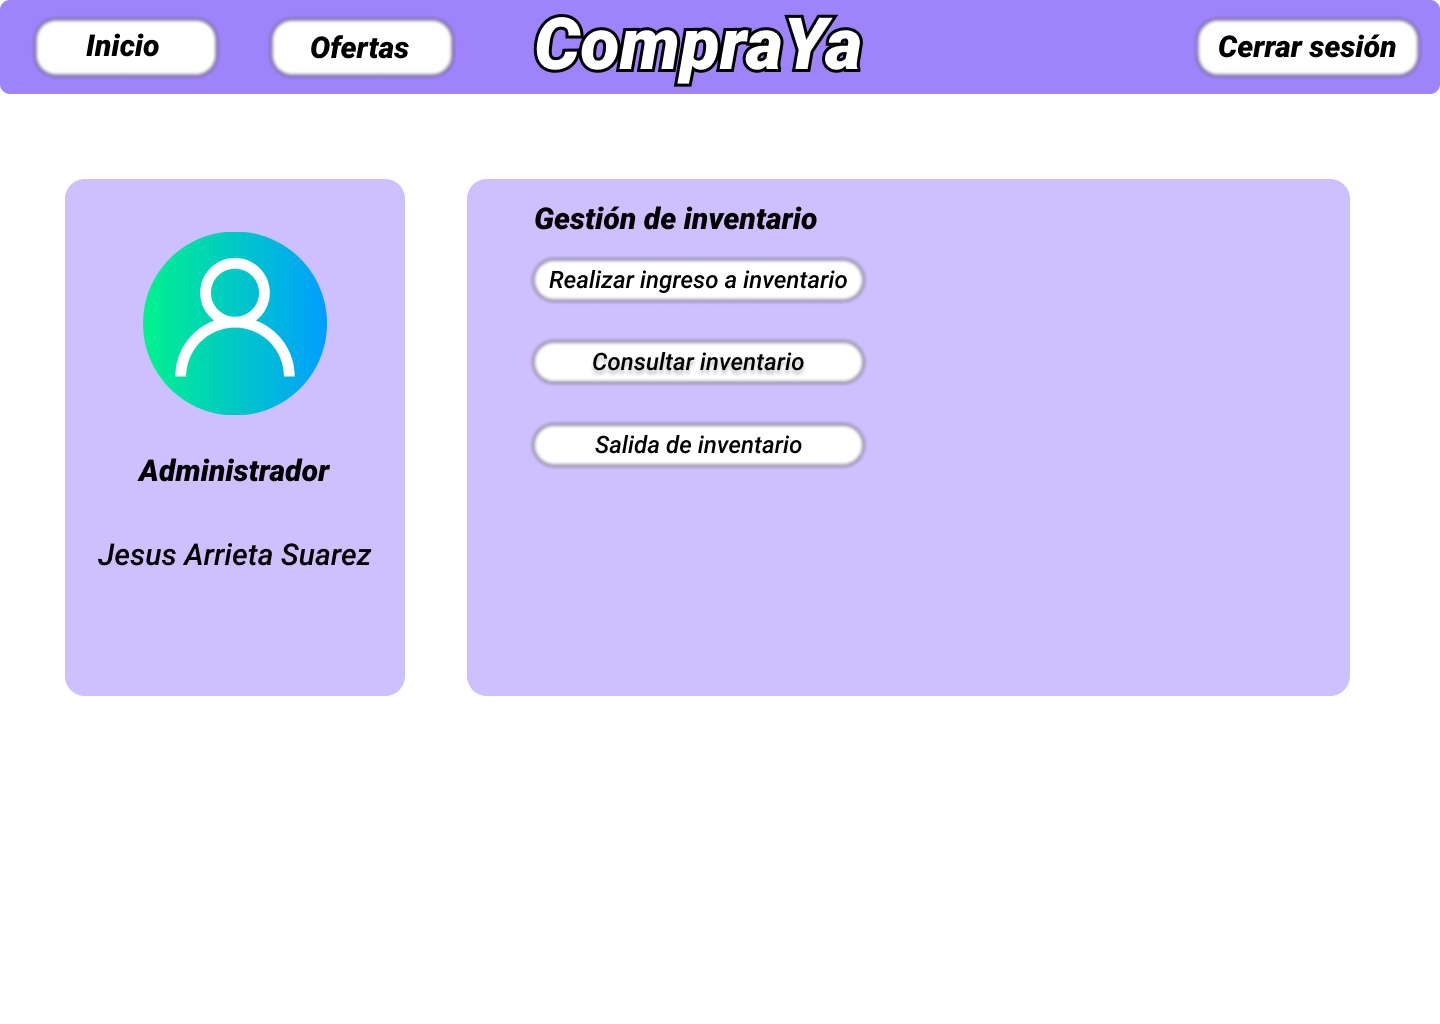 Inicio
Ofertas
CompraYa
Cerrar sesión
Administrador
Jesus Arrieta Suarez
Gestión de inventario
Realizar ingreso a inventario
Consultar inventario
Salida de inventario